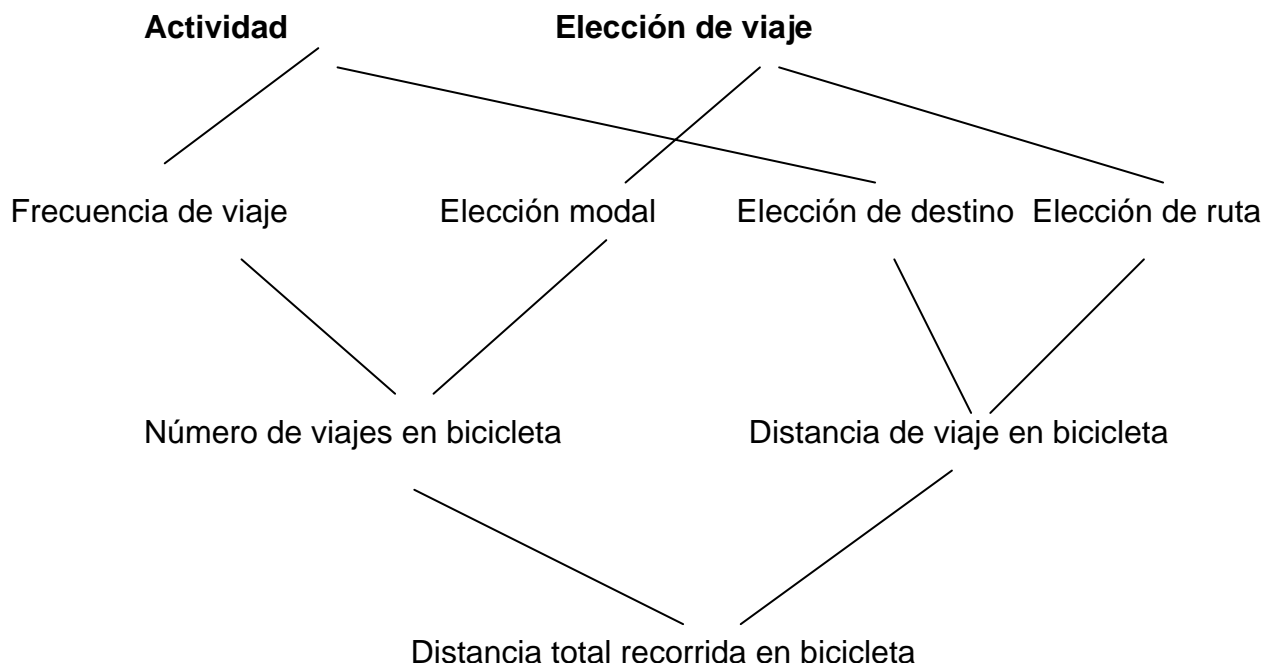 Actividad Elección de viaje
Frecuencia de viaje Elección modal Elección de destino Elección de ruta
Número de viajes en bicicleta Distancia de viaje en bicicleta
Distancia total recorrida en bicicleta